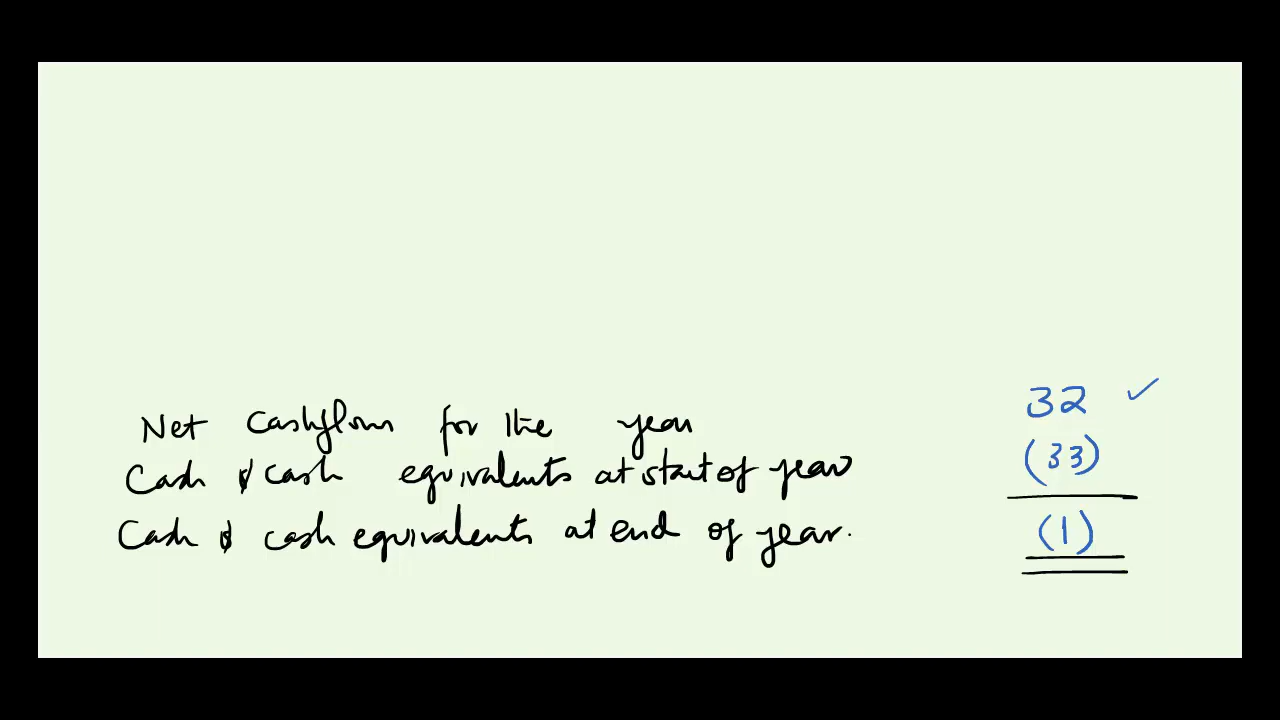 Net Cashflow for the year 32 ✓
Cash & cash equivalents at start of year (33)
Cash & cash equivalents at end of year. (1)